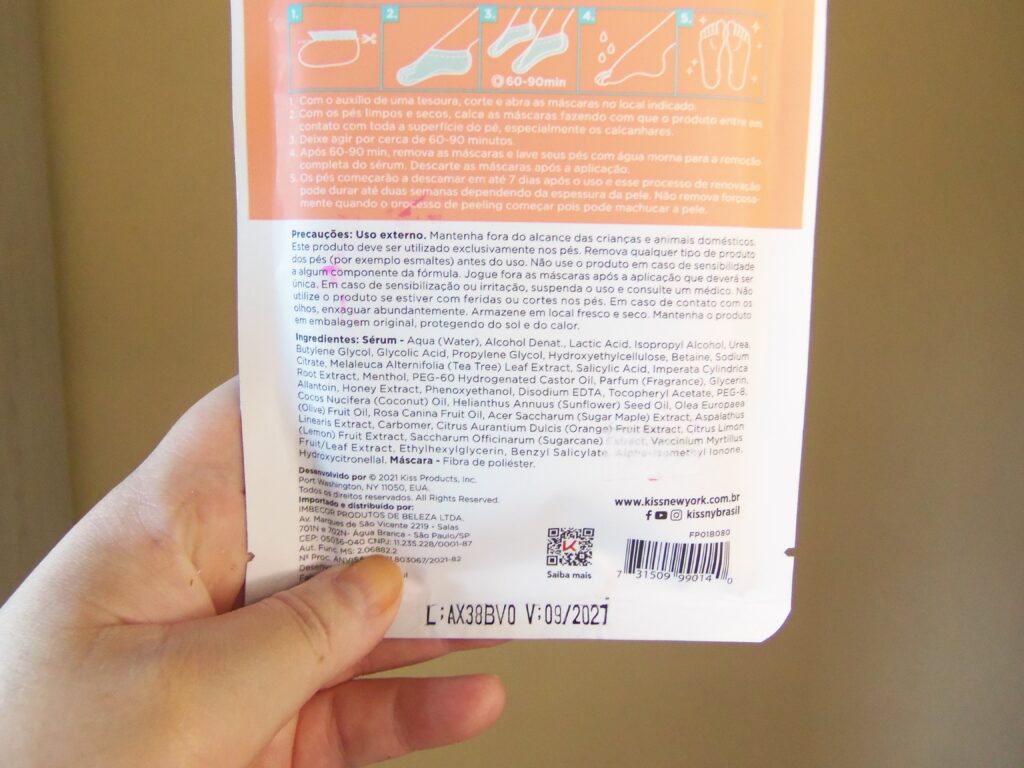 1. 2. 3. 4. 5.
60-90min
1. Com o auxílio de uma tesoura, corte e abra as máscaras no local indicado.
2. Com os pés limpos e secos, calce as máscaras fazendo com que o produto entre em
contato com toda a superfície do pé, especialmente os calcanhares.
3. Deixe agir por cerca de 60-90 minutos.
4. Após 60-90 min, remova as máscaras e lave seus pés com água morna para a remoção
completa do sérum. Descarte as máscaras após a aplicação.
5. Os pés começarão a descamar em até 7 dias após o uso e esse processo de renovação
pode durar até duas semanas dependendo da espessura da pele. Não remova forçosa-
mente quando o processo de peeling começar pois pode machucar a pele.
Precauções: Uso externo. Mantenha fora do alcance das crianças e animais domésticos.
Este produto deve ser utilizado exclusivamente nos pés. Remova qualquer tipo de produto
dos pés (por exemplo esmaltes) antes do uso. Não use o produto em caso de sensibilidade
a algum componente da fórmula. Jogue fora as máscaras após a aplicação que deverá ser
única. Em caso de sensibilização ou irritação, suspenda o uso e consulte um médico. Não
utilize o produto se estiver com feridas ou cortes nos pés. Em caso de contato com os
olhos, enxaguar abundantemente. Armazene em local fresco e seco. Mantenha o produto
em embalagem original, protegendo do sol e do calor.
Ingredientes: Sérum - Aqua (Water), Alcohol Denat., Lactic Acid, Isopropyl Alcohol, Urea,
Butylene Glycol, Glycolic Acid, Propylene Glycol, Hydroxyethylcellulose, Betaine, Sodium
Citrate, Melaleuca Alternifolia (Tea Tree) Leaf Extract, Salicylic Acid, Imperata Cylindrica
Root Extract, Menthol, PEG-60 Hydrogenated Castor Oil, Parfum (Fragrance), Glycerin,
Allantoin, Honey Extract, Phenoxyethanol, Disodium EDTA, Tocopheryl Acetate, PEG-8,
Cocos Nucifera (Coconut) Oil, Helianthus Annuus (Sunflower) Seed Oil, Olea Europaea
(Olive) Fruit Oil, Rosa Canina Fruit Oil, Acer Saccharum (Sugar Maple) Extract, Aspalathus
Linearis Extract, Carbomer, Citrus Aurantium Dulcis (Orange) Fruit Extract, Citrus Limon
(Lemon) Fruit Extract, Saccharum Officinarum (Sugarcane) Extract, Vaccinium Myrtillus
Fruit/Leaf Extract, Ethylhexylglycerin, Benzyl Salicylate, Alpha-Isomethyl Ionone,
Hydroxycitronellal. Máscara - Fibra de poliéster.
Desenvolvido por © 2021 Kiss Products, Inc.
Port Washington, NY 11050, EUA.
Todos os direitos reservados. All Rights Reserved.
Importado e distribuido por:
IMBECOR PRODUTOS DE BELEZA LTDA.
Av. Marques de São Vicente 2219 - Salas
701N e 702N- Água Branca - São Paulo/SP
CEP: 05036-040 CNPJ: 11.235.228/0001-87
Aut. Func. MS: 2.06882.2
Nº Proc. ANVISA 803067/2021-82
www.kissnewyork.com.br
kissnybrasil
FP01B080
Saiba mais
7 31509 99014 0
L:AX38BV0 V:09/2027